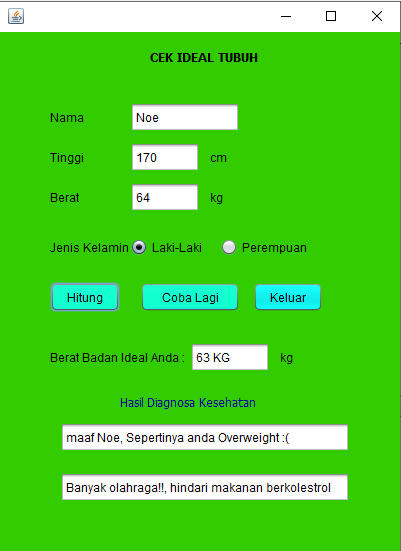 CEK IDEAL TUBUH
Nama Noe
Tinggi 170 cm
Berat 64 kg
Jenis Kelamin Laki-Laki Perempuan
Hitung Coba Lagi Keluar
Berat Badan Ideal Anda : 63 KG kg
Hasil Diagnosa Kesehatan
maaf Noe, Sepertinya anda Overweight :(
Banyak olahraga!!, hindari makanan berkolestrol